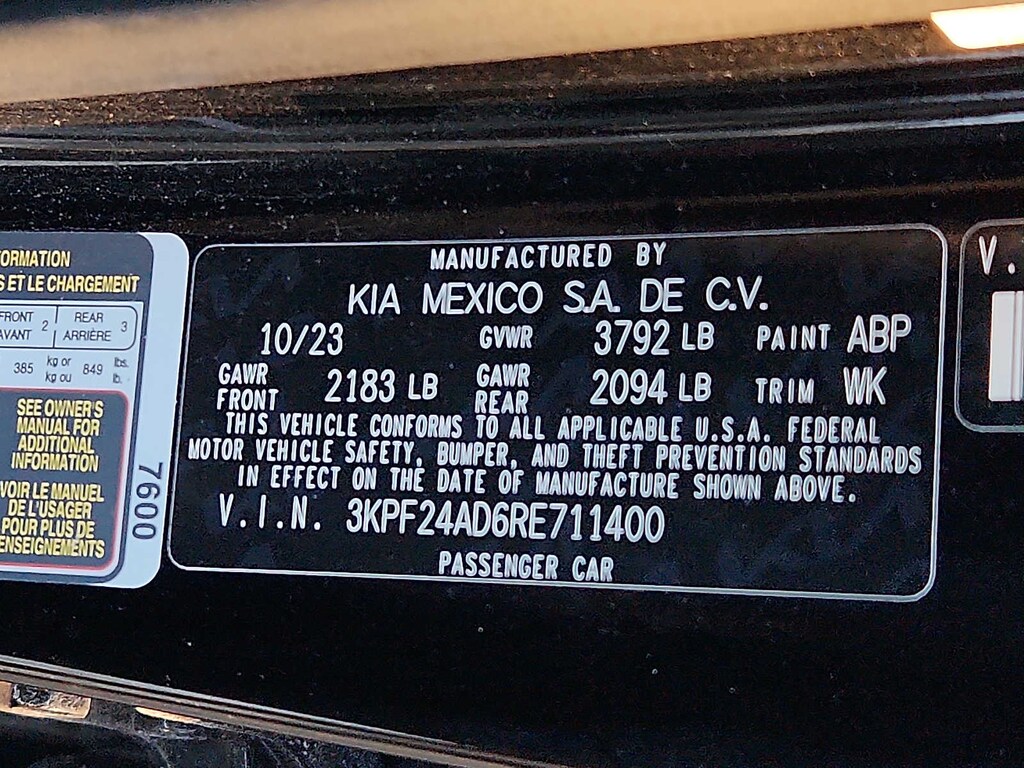 ORMATION
S ET LE CHARGEMENT
FRONT
AVANT 2
REAR
ARRIÈRE 3
385 kg or
kg ou 849 lbs.
lb.
SEE OWNER'S
MANUAL FOR
ADDITIONAL
INFORMATION
VOIR LE MANUEL
DE L'USAGER
POUR PLUS DE
ENSEIGNEMENTS
7600
MANUFACTURED BY
KIA MEXICO S.A. DE C.V.
10/23 GVWR 3792 LB PAINT ABP
GAWR
FRONT 2183 LB GAWR
REAR 2094 LB TRIM WK
THIS VEHICLE CONFORMS TO ALL APPLICABLE U.S.A. FEDERAL
MOTOR VEHICLE SAFETY, BUMPER, AND THEFT PREVENTION STANDARDS
IN EFFECT ON THE DATE OF MANUFACTURE SHOWN ABOVE.
V.I.N. 3KPF24AD6RE711400
PASSENGER CAR
V.